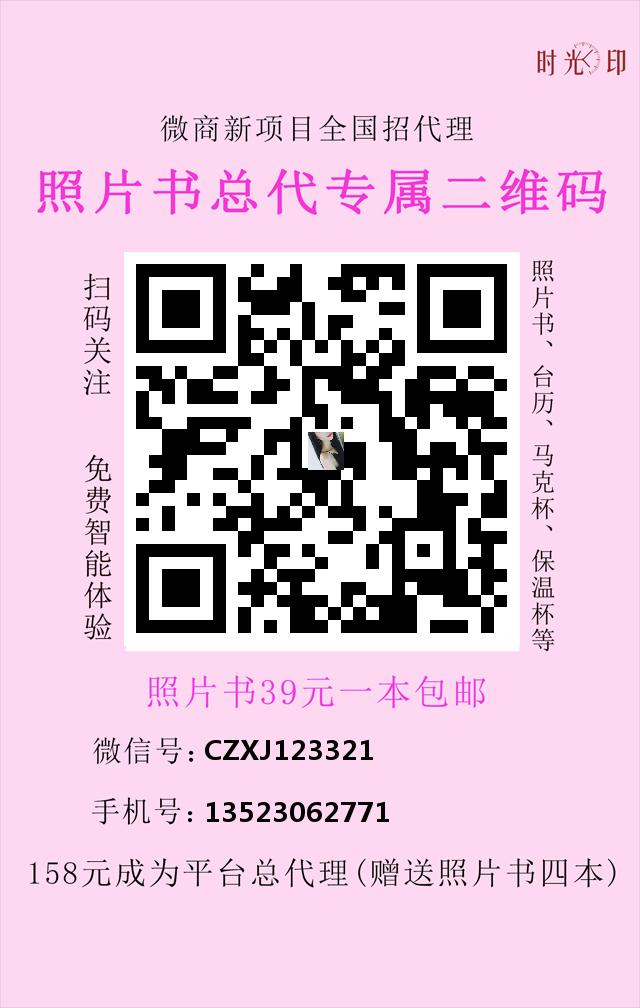 时光印
微商新项目全国招代理
照片书总代专属二维码
扫码关注 免费智能体验
照片书、台历、马克杯、保温杯等
照片书39元一本包邮
微信号:CZXJ123321
手机号:13523062771
158元成为平台总代理(赠送照片书四本)